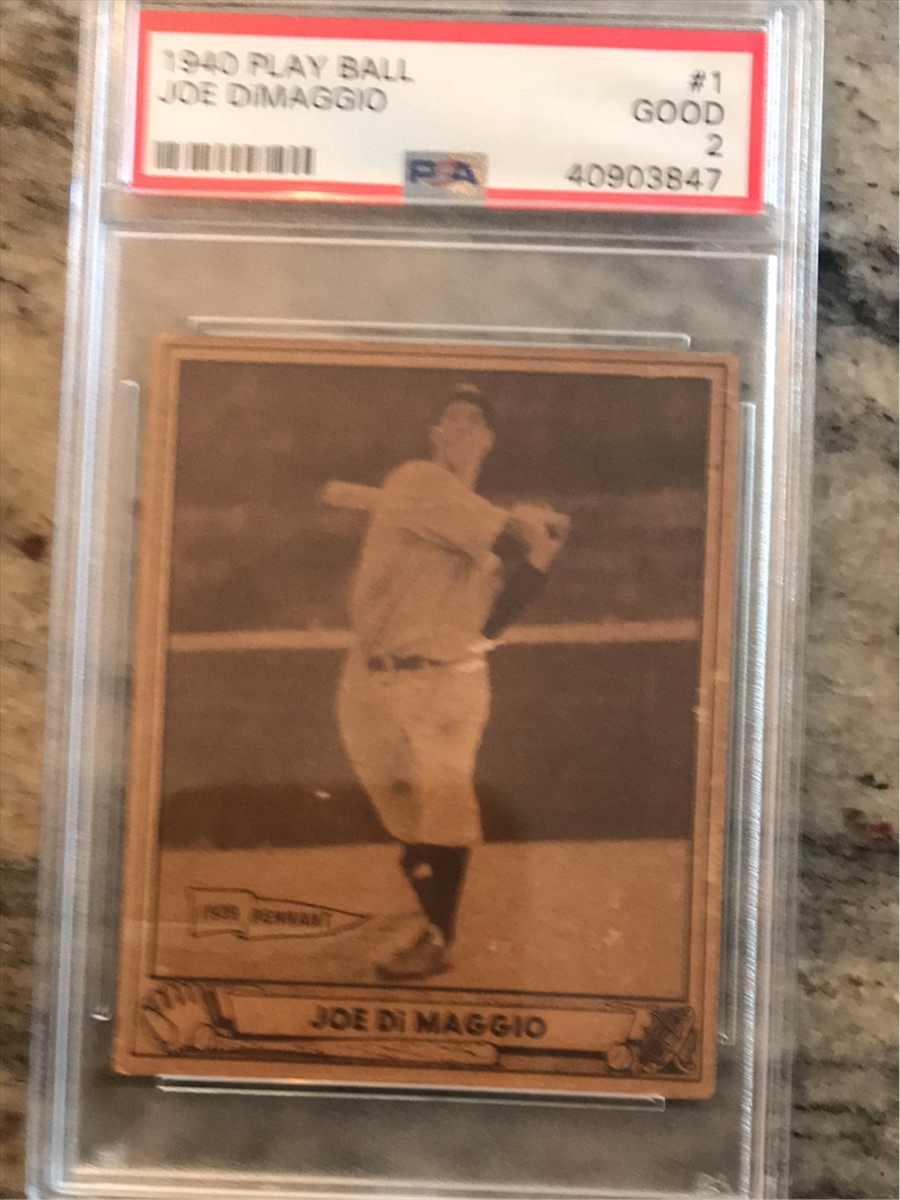 1940 PLAY BALL #1
JOE DiMAGGIO GOOD
2
PSA 40903847
1939 PENNANT
JOE Di MAGGIO